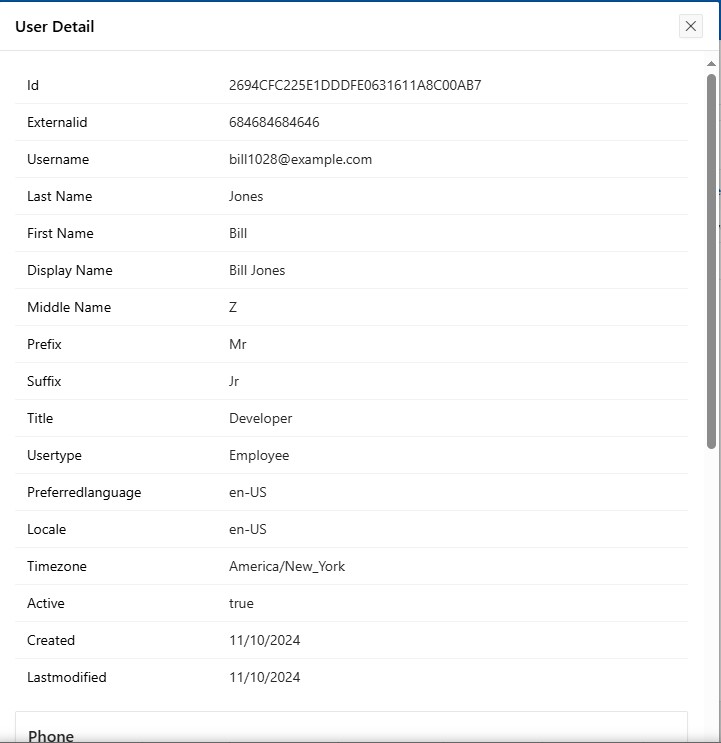 User Detail
Id 2694CFC225E1DDDFE0631611A8C00AB7
Externalid 684684684646
Username bill1028@example.com
Last Name Jones
First Name Bill
Display Name Bill Jones
Middle Name Z
Prefix Mr
Suffix Jr
Title Developer
Usertype Employee
Preferredlanguage en-US
Locale en-US
Timezone America/New_York
Active true
Created 11/10/2024
Lastmodified 11/10/2024
Phone